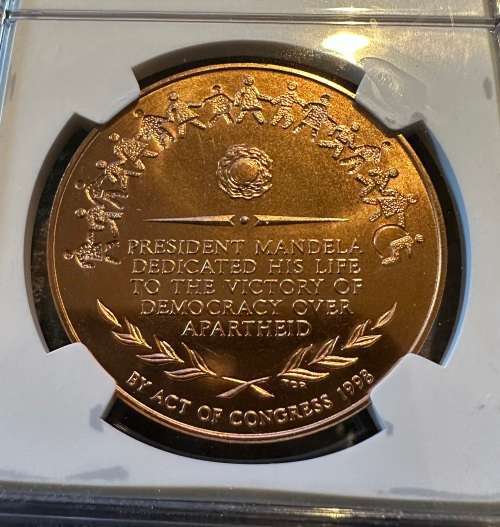 PRESIDENT MANDELA
DEDICATED HIS LIFE
TO THE VICTORY OF
DEMOCRACY OVER
APARTHEID
BY ACT OF CONGRESS 1998